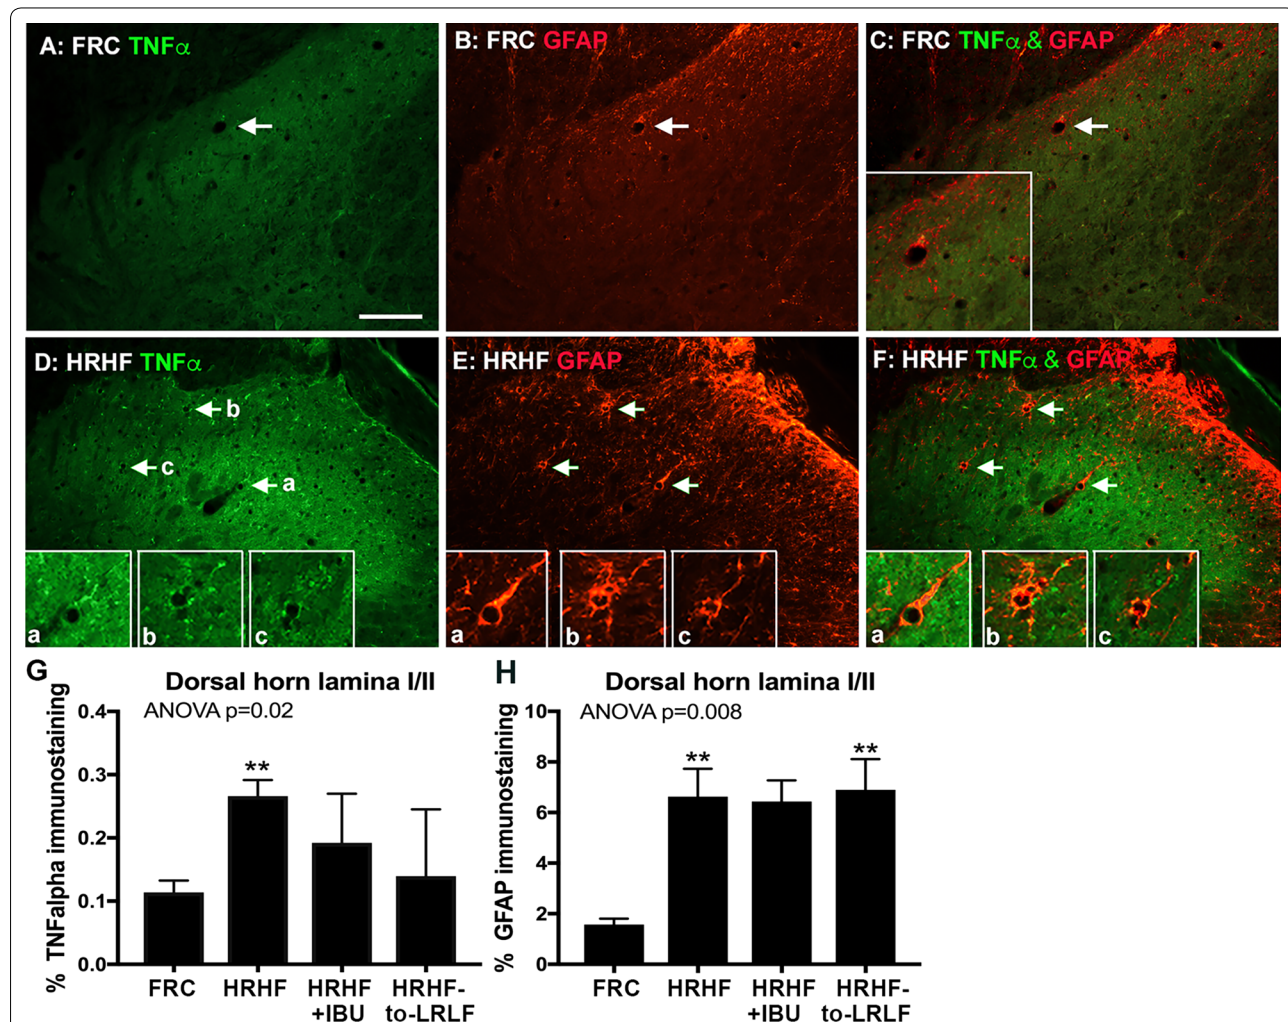 A: FRC TNFα
B: FRC GFAP
C: FRC TNFα & GFAP
D: HRHF TNFα
b
c
a
a
b
c
E: HRHF GFAP
a
b
c
F: HRHF TNFα & GFAP
a
b
c
G
Dorsal horn lamina I/II
ANOVA p=0.02
% TNFalpha immunostaining
0.4
0.3
0.2
0.1
0.0
**
FRC
HRHF
HRHF
+IBU
HRHF-
to-LRLF
H
Dorsal horn lamina I/II
ANOVA p=0.008
% GFAP immunostaining
10
8
6
4
2
0
**
**
FRC
HRHF
HRHF
+IBU
HRHF-
to-LRLF